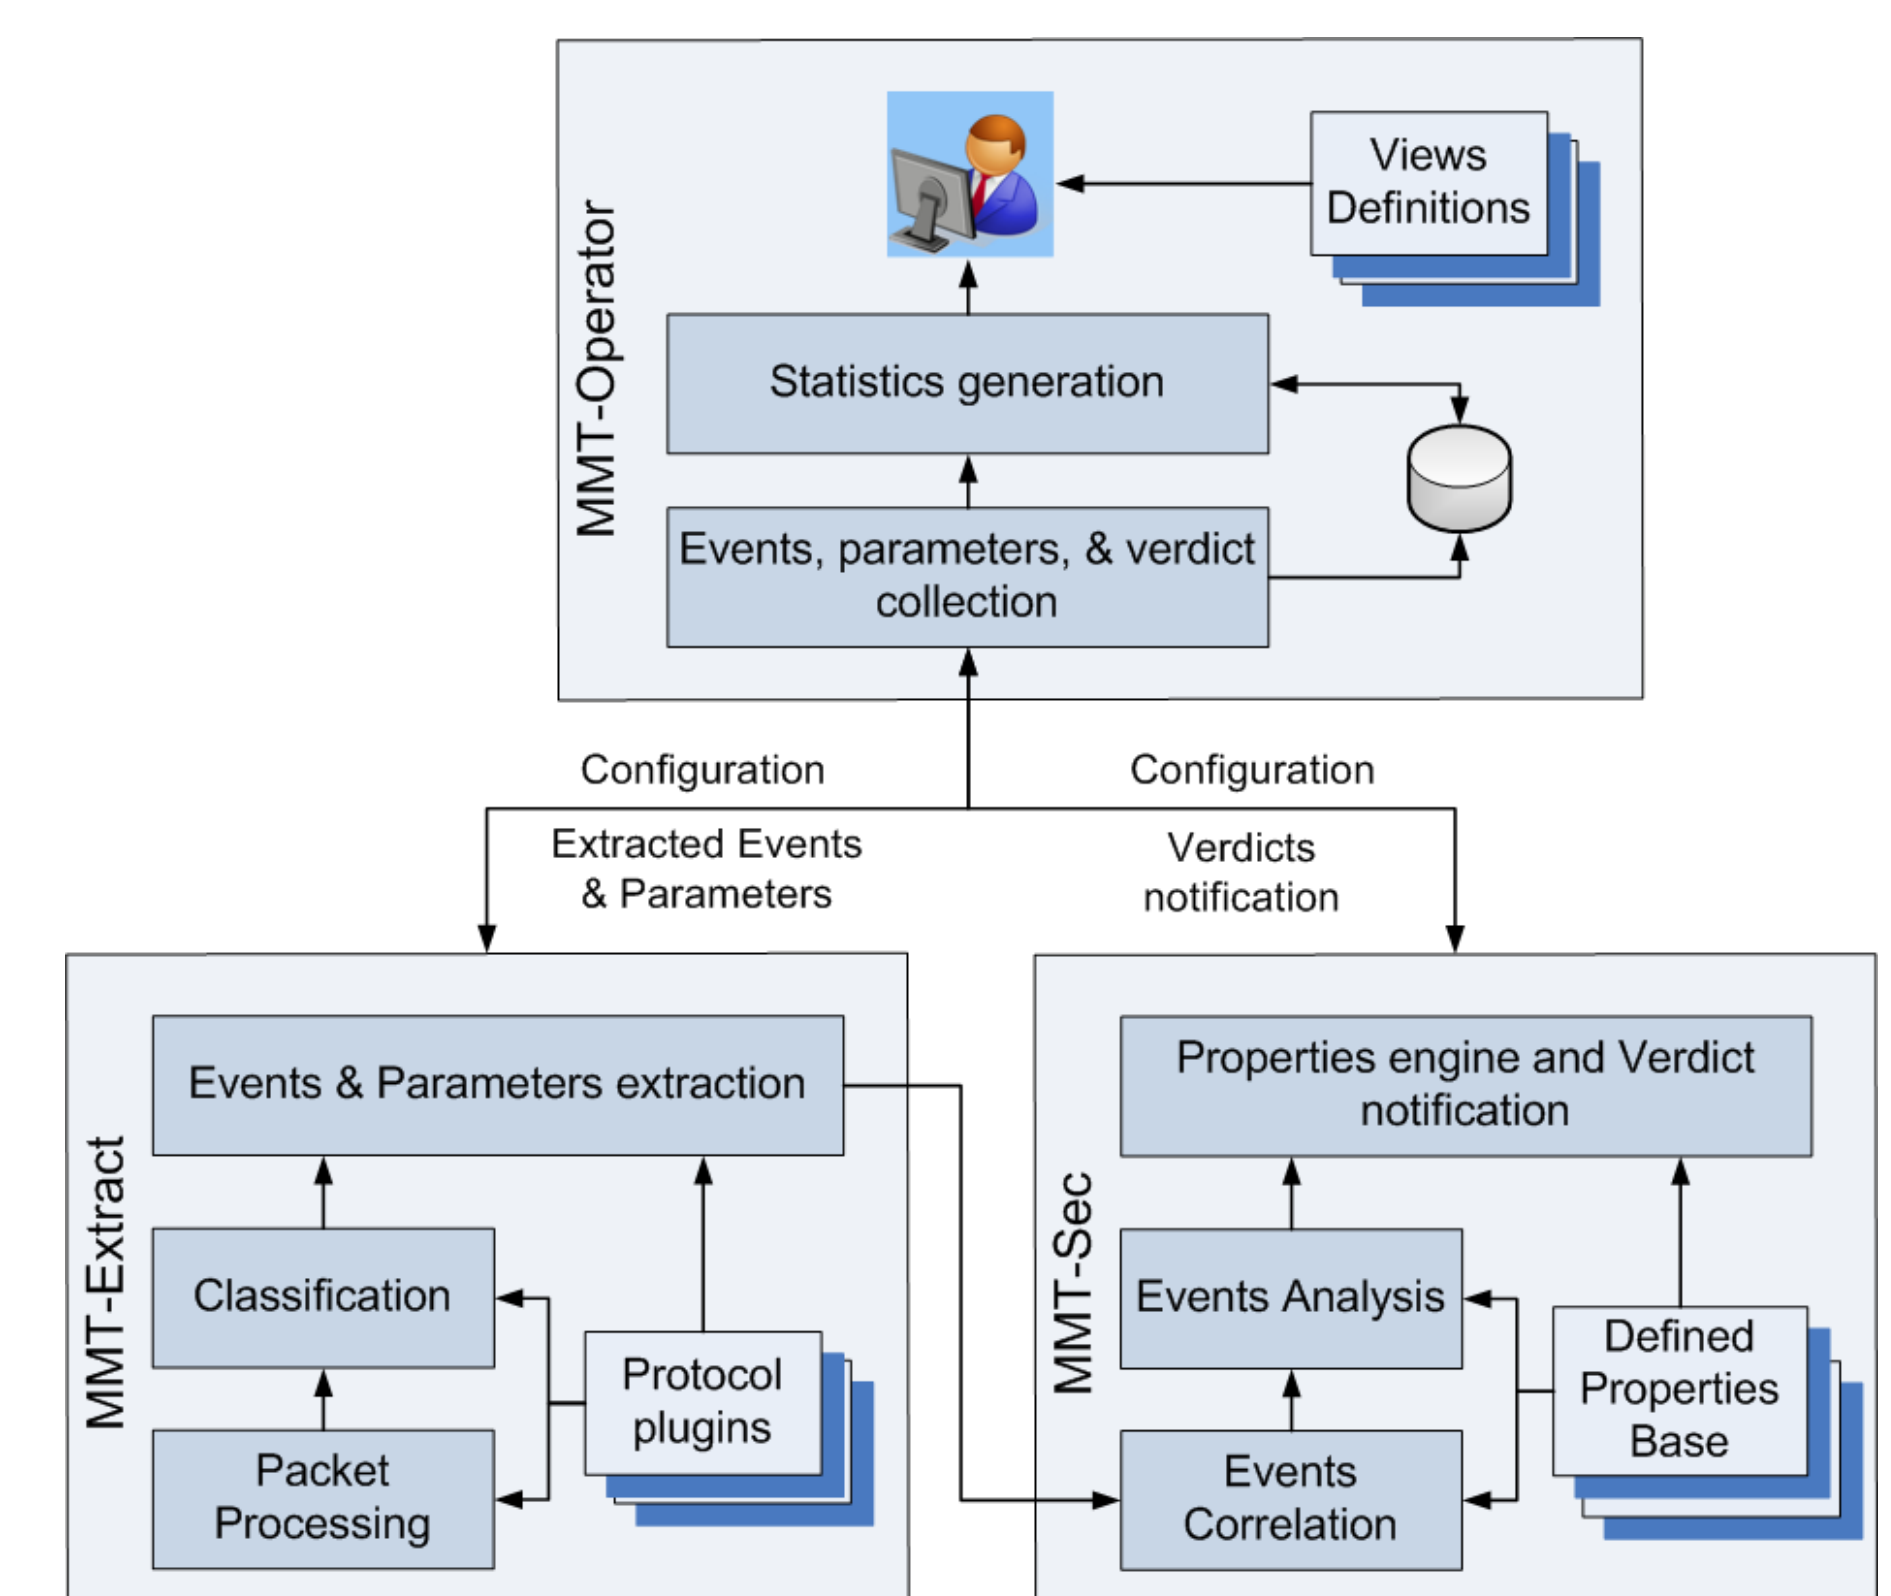 MMT-Operator
Views
Definitions
Statistics generation
Events, parameters, & verdict
collection
Configuration
Configuration
Extracted Events
& Parameters
Verdicts
notification
MMT-Extract
Events & Parameters extraction
Classification
Protocol
plugins
Packet
Processing
MMT-Sec
Properties engine and Verdict
notification
Events Analysis
Defined
Properties
Base
Events
Correlation